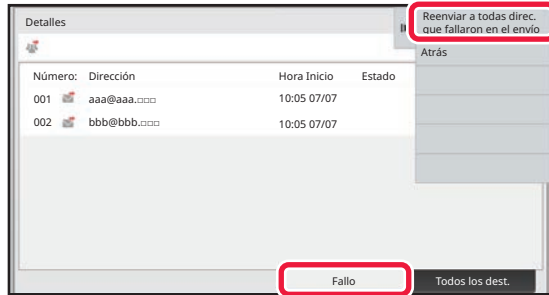 Detalles
Reenviar a todas direc.
que fallaron en el envío
Atrás
Número: Dirección Hora Inicio Estado
001 aaa@aaa.□□□ 10:05 07/07
002 bbb@bbb.□□□ 10:05 07/07
Fallo Todos los dest.